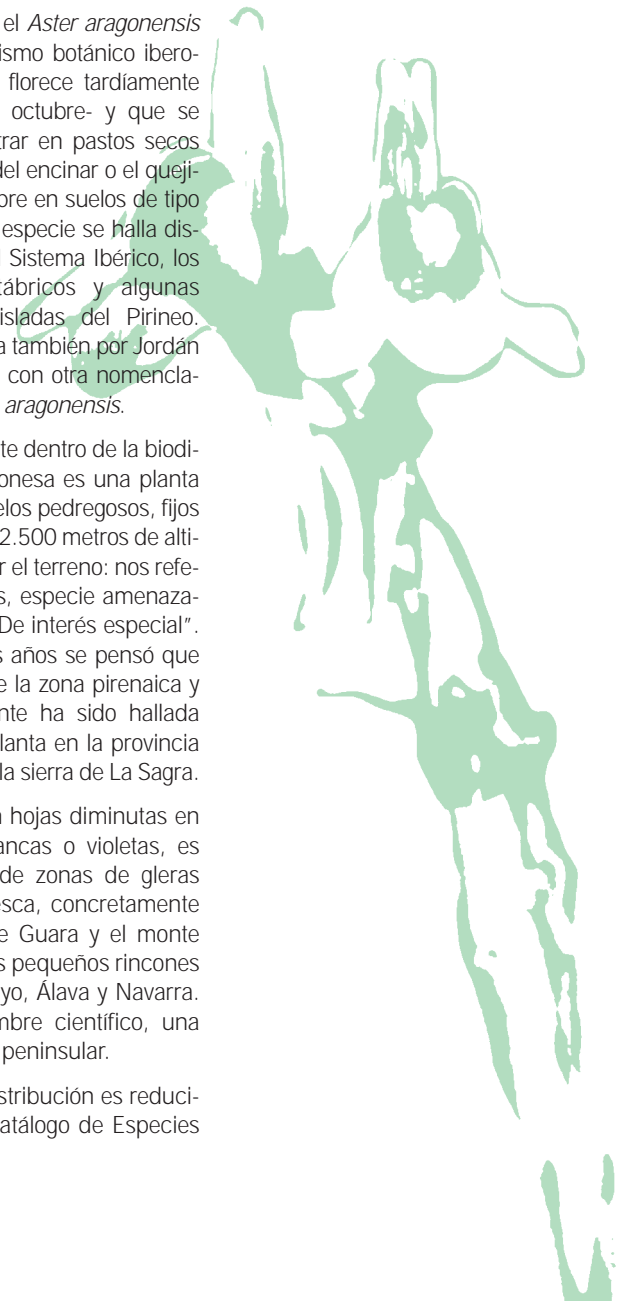 el Aster aragonensis
ismo botánico ibero-
florece tardíamente
octubre- y que se
trar en pastos secos
del encinar o el queji-
ore en suelos de tipo
especie se halla dis-
l Sistema Ibérico, los
tábricos y algunas
isladas del Pirineo.
a también por Jordán
con otra nomencla-
aragonensis.
te dentro de la biodi-
onesa es una planta
elos pedregosos, fijos
2.500 metros de alti-
r el terreno: nos refe-
s, especie amenaza-
De interés especial”.
s años se pensó que
e la zona pirenaica y
nte ha sido hallada
planta en la provincia
la sierra de La Sagra.
n hojas diminutas en
ancas o violetas, es
de zonas de gleras
esca, concretamente
e Guara y el monte
s pequeños rincones
yo, Álava y Navarra.
mbre científico, una
peninsular.
stribución es reduci-
atálogo de Especies